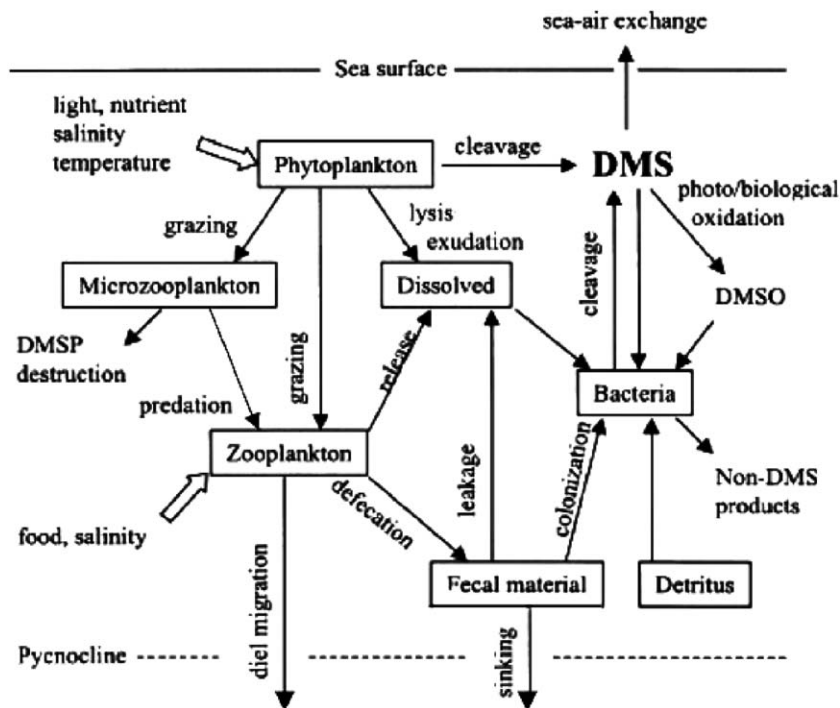 sea-air exchange
Sea surface
light, nutrient
salinity
temperature
Phytoplankton
cleavage
DMS
photo/biological
oxidation
grazing
lysis
exudation
Microzooplankton
Dissolved
cleavage
DMSO
DMSP
destruction
predation
grazing
release
Bacteria
Zooplankton
defecation
leakage
colonization
Non-DMS
products
food, salinity
Fecal material
Detritus
diel migration
sinking
Pycnocline